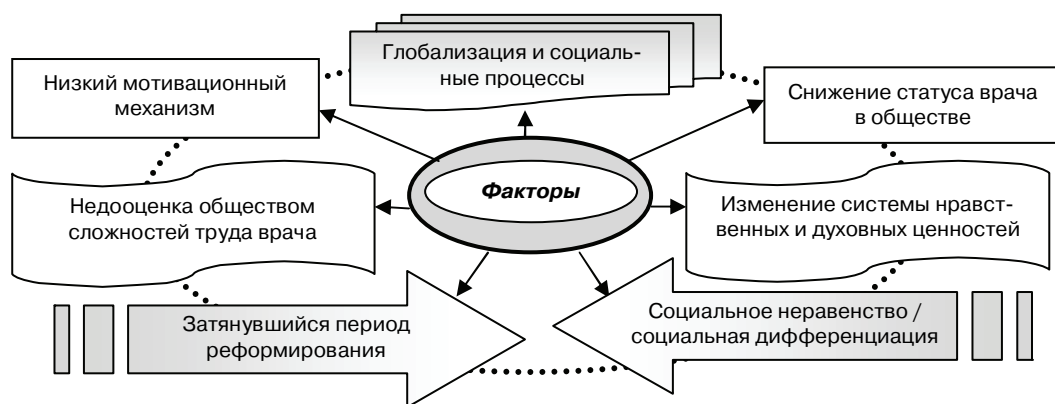 Глобализация и социаль-
ные процессы
Низкий мотивационный
механизм
Снижение статуса врача
в обществе
Факторы
Недооценка обществом
сложностей труда врача
Изменение системы нравст-
венных и духовных ценностей
Затянувшийся период
реформирования
Социальное неравенство /
социальная дифференциация